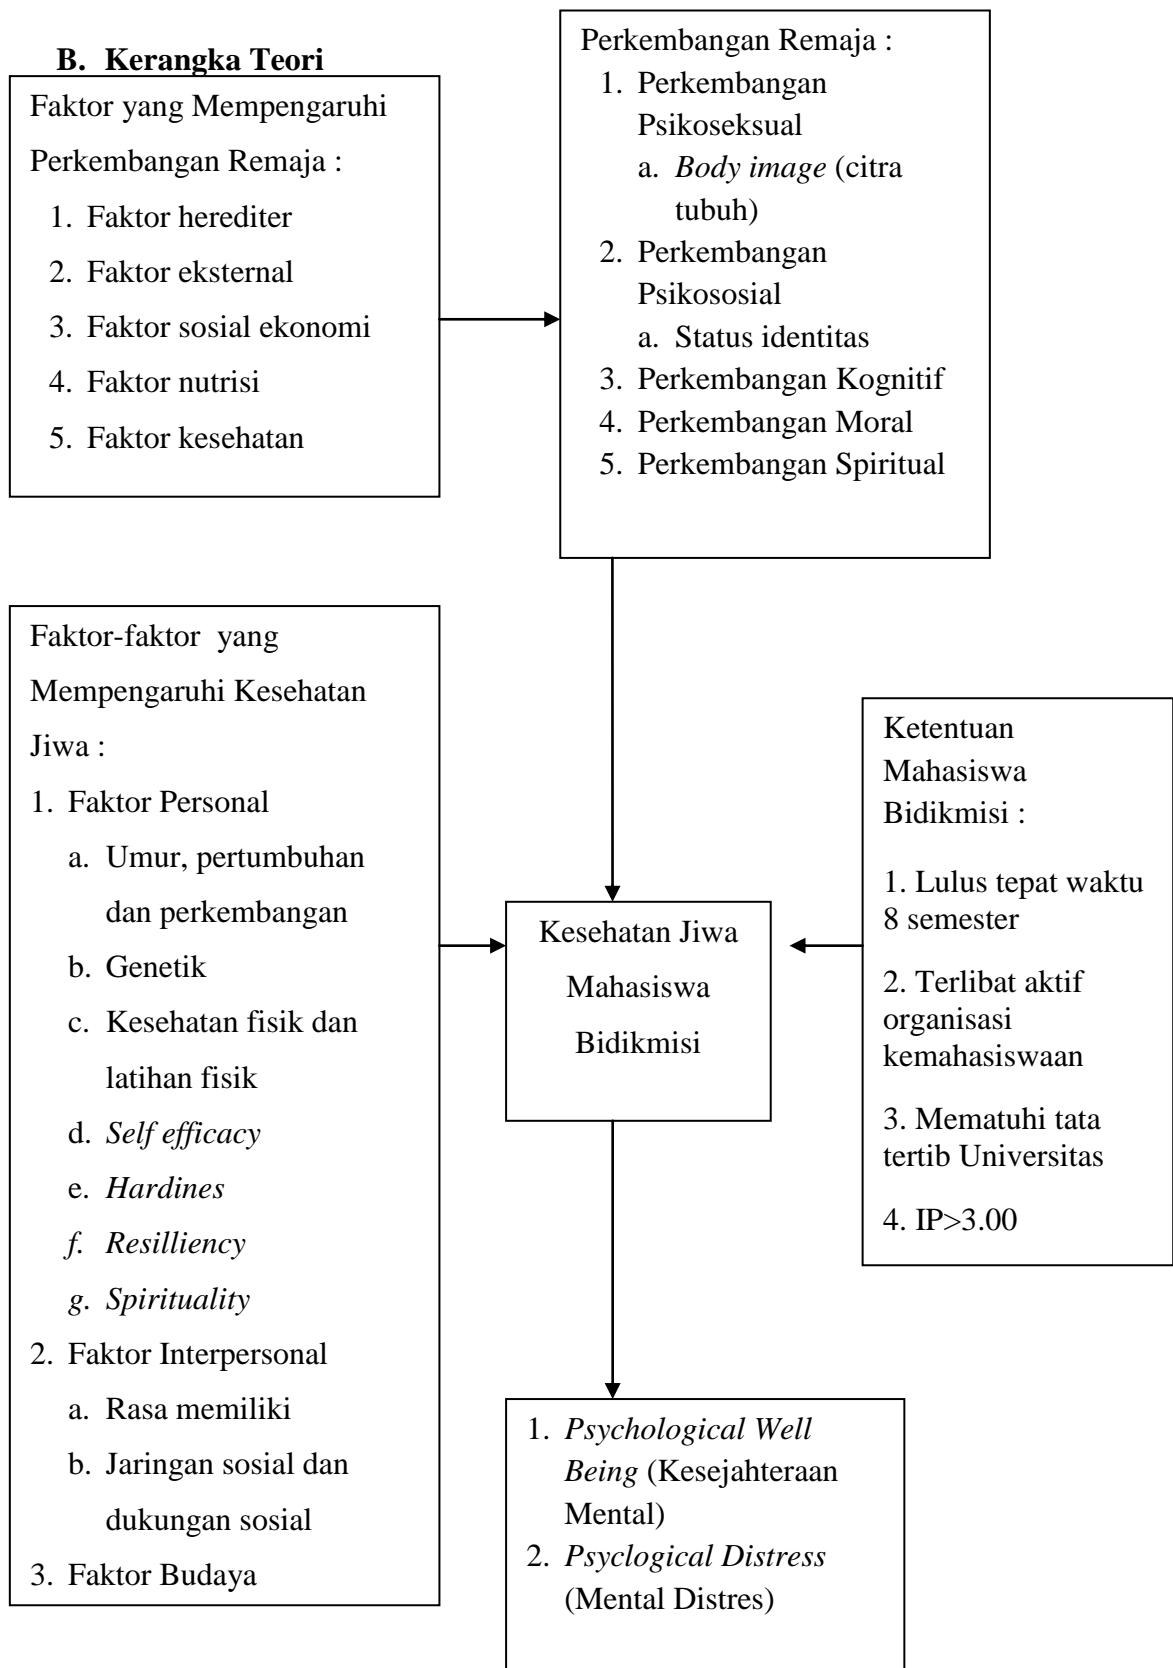 B. Kerangka Teori
Faktor yang Mempengaruhi
Perkembangan Remaja :
1. Faktor herediter
2. Faktor eksternal
3. Faktor sosial ekonomi
4. Faktor nutrisi
5. Faktor kesehatan
Perkembangan Remaja :
1. Perkembangan
Psikoseksual
a. Body image (citra
tubuh)
2. Perkembangan
Psikososial
a. Status identitas
3. Perkembangan Kognitif
4. Perkembangan Moral
5. Perkembangan Spiritual
Faktor-faktor yang
Mempengaruhi Kesehatan
Jiwa :
1. Faktor Personal
a. Umur, pertumbuhan
dan perkembangan
b. Genetik
c. Kesehatan fisik dan
latihan fisik
d. Self efficacy
e. Hardines
f. Resilliency
g. Spirituality
2. Faktor Interpersonal
a. Rasa memiliki
b. Jaringan sosial dan
dukungan sosial
3. Faktor Budaya
Kesehatan Jiwa
Mahasiswa
Bidikmisi
Ketentuan
Mahasiswa
Bidikmisi :
1. Lulus tepat waktu
8 semester
2. Terlibat aktif
organisasi
kemahasiswaan
3. Mematuhi tata
tertib Universitas
4. IP>3.00
1. Psychological Well
Being (Kesejahteraan
Mental)
2. Psyclogical Distress
(Mental Distres)